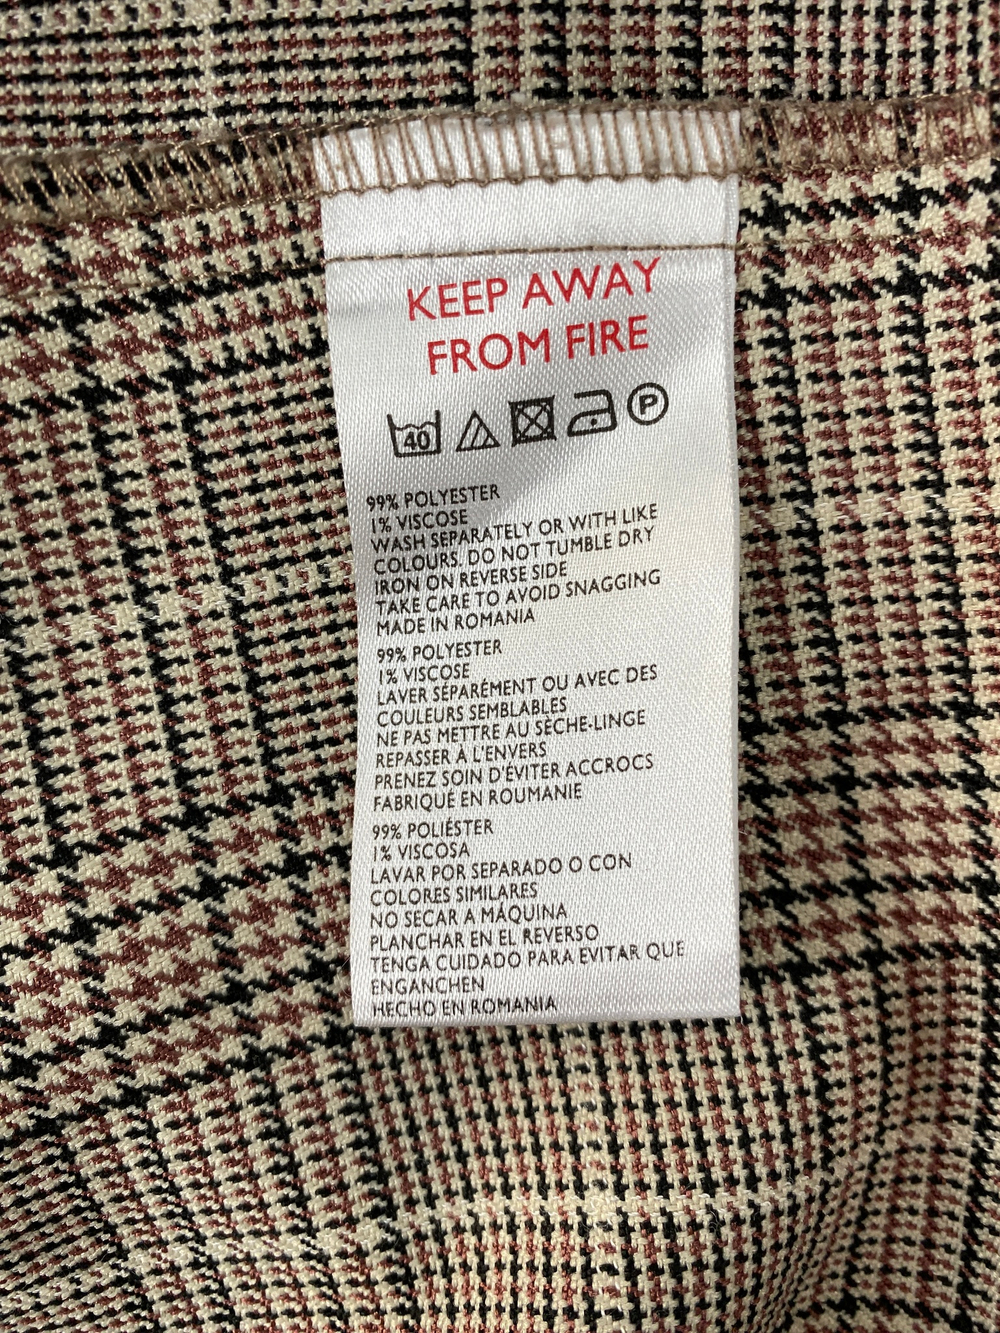 KEEP AWAY
FROM FIRE
40 P
99% POLYESTER
1% VISCOSE
WASH SEPARATELY OR WITH LIKE
COLOURS. DO NOT TUMBLE DRY
IRON ON REVERSE SIDE
TAKE CARE TO AVOID SNAGGING
MADE IN ROMANIA
99% POLYESTER
1% VISCOSE
LAVER SÉPARÉMENT OU AVEC DES
COULEURS SEMBLABLES
NE PAS METTRE AU SÈCHE-LINGE
REPASSER À L'ENVERS
PRENEZ SOIN D'ÉVITER ACCROCS
FABRIQUÉ EN ROUMANIE
99% POLIÉSTER
1% VISCOSA
LAVAR POR SEPARADO O CON
COLORES SIMILARES
NO SECAR A MÁQUINA
PLANCHAR EN EL REVERSO
TENGA CUIDADO PARA EVITAR QUE
ENGANCHEN
HECHO EN ROMANIA